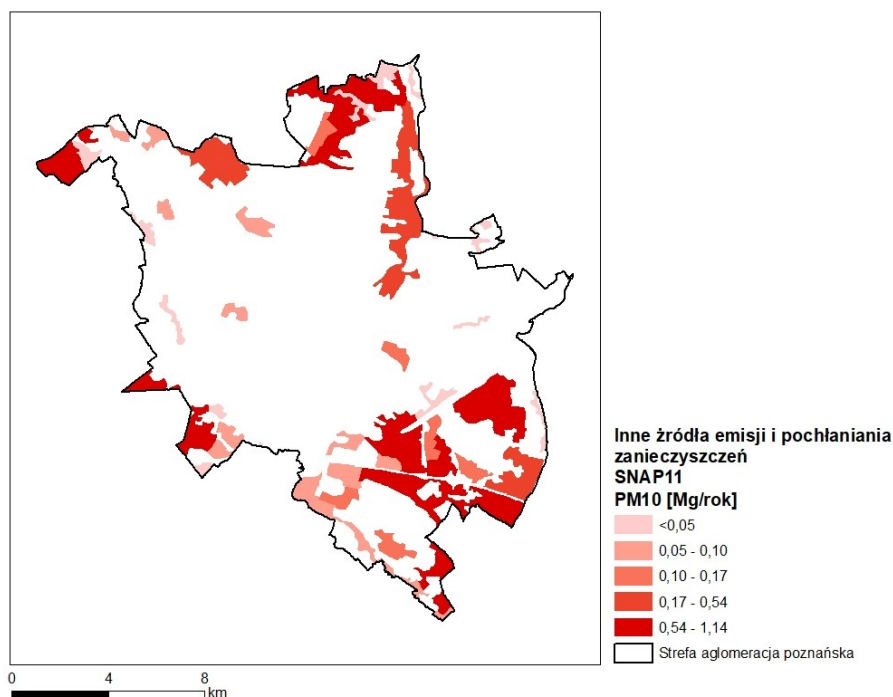 Inne żródła emisji i pochłaniania
zanieczyszczeń
SNAP11
PM10 [Mg/rok]
<0,05
0,05 - 0,10
0,10 - 0,17
0,17 - 0,54
0,54 - 1,14
Strefa aglomeracja poznańska
0 4 8
km